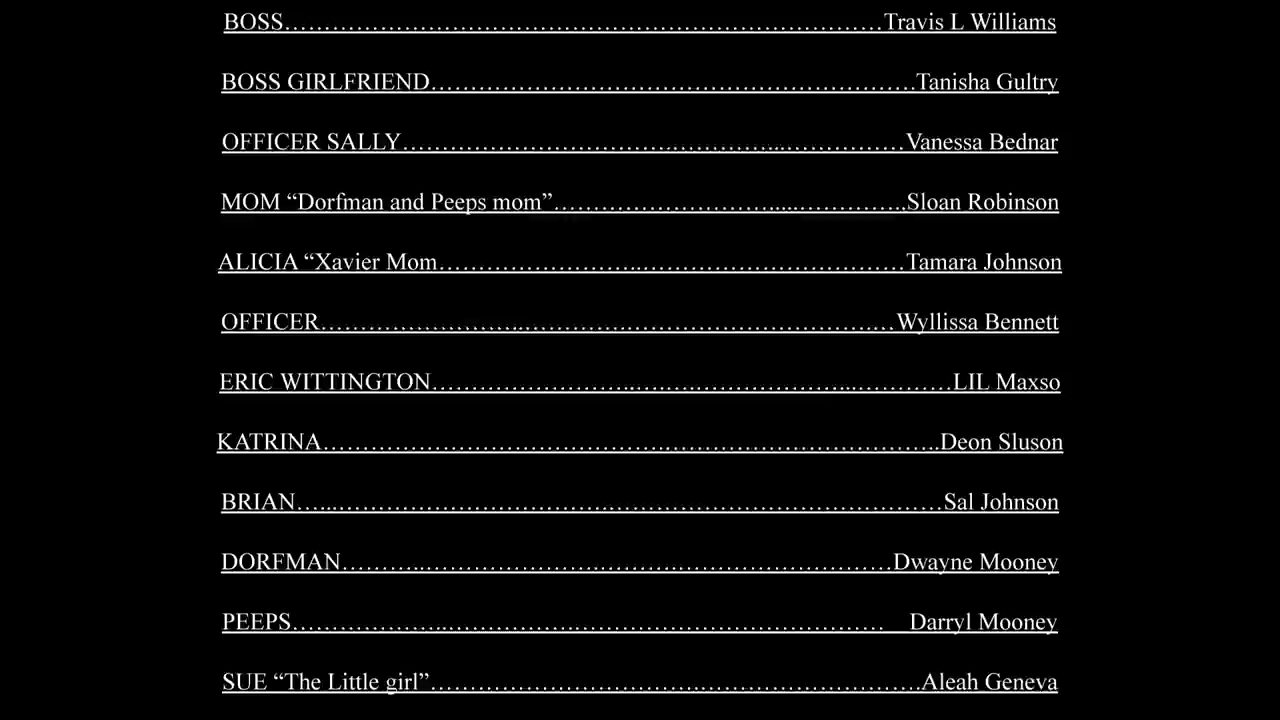 BOSS……………………………………………………………………………Travis L Williams
BOSS GIRLFRIEND………………………………………………………………Tanisha Gultry
OFFICER SALLY……………………………………...………………Vanessa Bednar
MOM “Dorfman and Peeps mom”……………………………....………….Sloan Robinson
ALICIA “Xavier Mom………………………..…………………………………Tamara Johnson
OFFICER……………………………………………………………………….…Wyllissa Bennett
ERIC WITTINGTON………………………..…….…………………...…………LIL Maxso
KATRINA……………………………………………………………………………..Deon Sluson
BRIAN…...………………………………….…………………………………………Sal Johnson
DORFMAN………..……………………….………….……………………………Dwayne Mooney
PEEPS………………….……………….…………………………………………… Darryl Mooney
SUE “The Little girl”………………………………….………………………….Aleah Geneva